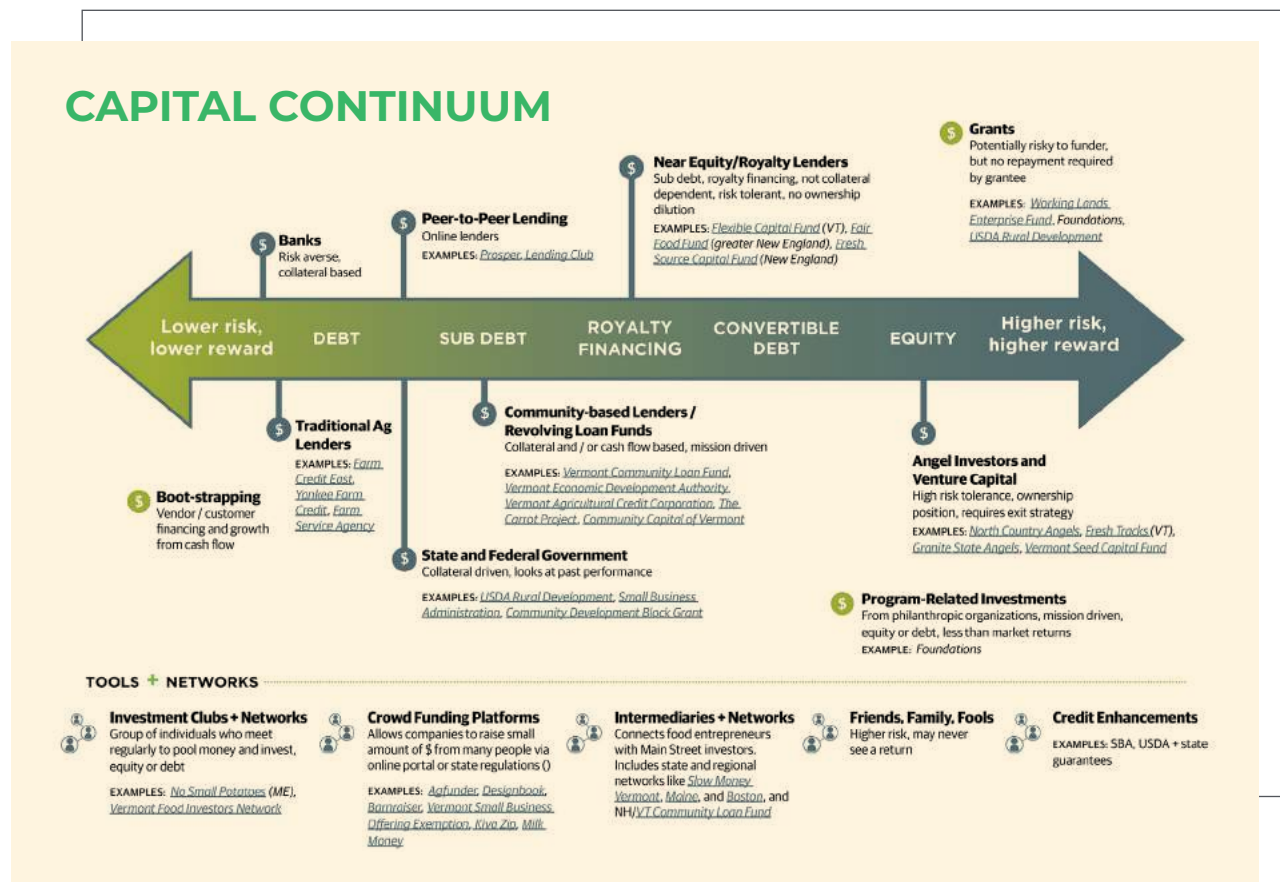 CAPITAL CONTINUUM
$ Grants
Potentially risky to funder,
but no repayment required
by grantee
EXAMPLES: Working Lands
Enterprise Fund, Foundations,
USDA Rural Development
$ Near Equity/Royalty Lenders
Sub debt, royalty financing, not collateral
dependent, risk tolerant, no ownership
dilution
EXAMPLES: Flexible Capital Fund (VT), Fair
Food Fund (greater New England), Fresh
Source Capital Fund (New England)
$ Peer-to-Peer Lending
Online lenders
EXAMPLES: Prosper, Lending Club
$ Banks
Risk averse,
collateral based
Lower risk,
lower reward
DEBT
SUB DEBT
ROYALTY
FINANCING
CONVERTIBLE
DEBT
EQUITY
Higher risk,
higher reward
$ Traditional Ag
Lenders
EXAMPLES: Farm
Credit East,
Yankee Farm
Credit, Farm
Service Agency
$ Boot-strapping
Vendor / customer
financing and growth
from cash flow
$ Community-based Lenders /
Revolving Loan Funds
Collateral and / or cash flow based, mission driven
EXAMPLES: Vermont Community Loan Fund,
Vermont Economic Development Authority,
Vermont Agricultural Credit Corporation, The
Carrot Project, Community Capital of Vermont
$ State and Federal Government
Collateral driven, looks at past performance
EXAMPLES: USDA Rural Development, Small Business
Administration, Community Development Block Grant
$ Angel Investors and
Venture Capital
High risk tolerance, ownership
position, requires exit strategy
EXAMPLES: North Country Angels, Fresh Tracks (VT),
Granite State Angels, Vermont Seed Capital Fund
$ Program-Related Investments
From philanthropic organizations, mission driven,
equity or debt, less than market returns
EXAMPLE: Foundations
TOOLS + NETWORKS
Investment Clubs + Networks
Group of individuals who meet
regularly to pool money and invest,
equity or debt
EXAMPLES: No Small Potatoes (ME),
Vermont Food Investors Network
Crowd Funding Platforms
Allows companies to raise small
amount of $ from many people via
online portal or state regulations ()
EXAMPLES: Agfunder, Designbook,
Barnraiser, Vermont Small Business
Offering Exemption, Kiva Zip, Milk
Money
Intermediaries + Networks
Connects food entrepreneurs
with Main Street investors.
Includes state and regional
networks like Slow Money
Vermont, Maine, and Boston, and
NH/VT Community Loan Fund
Friends, Family, Fools
Higher risk, may never
see a return
Credit Enhancements
EXAMPLES: SBA, USDA + state
guarantees